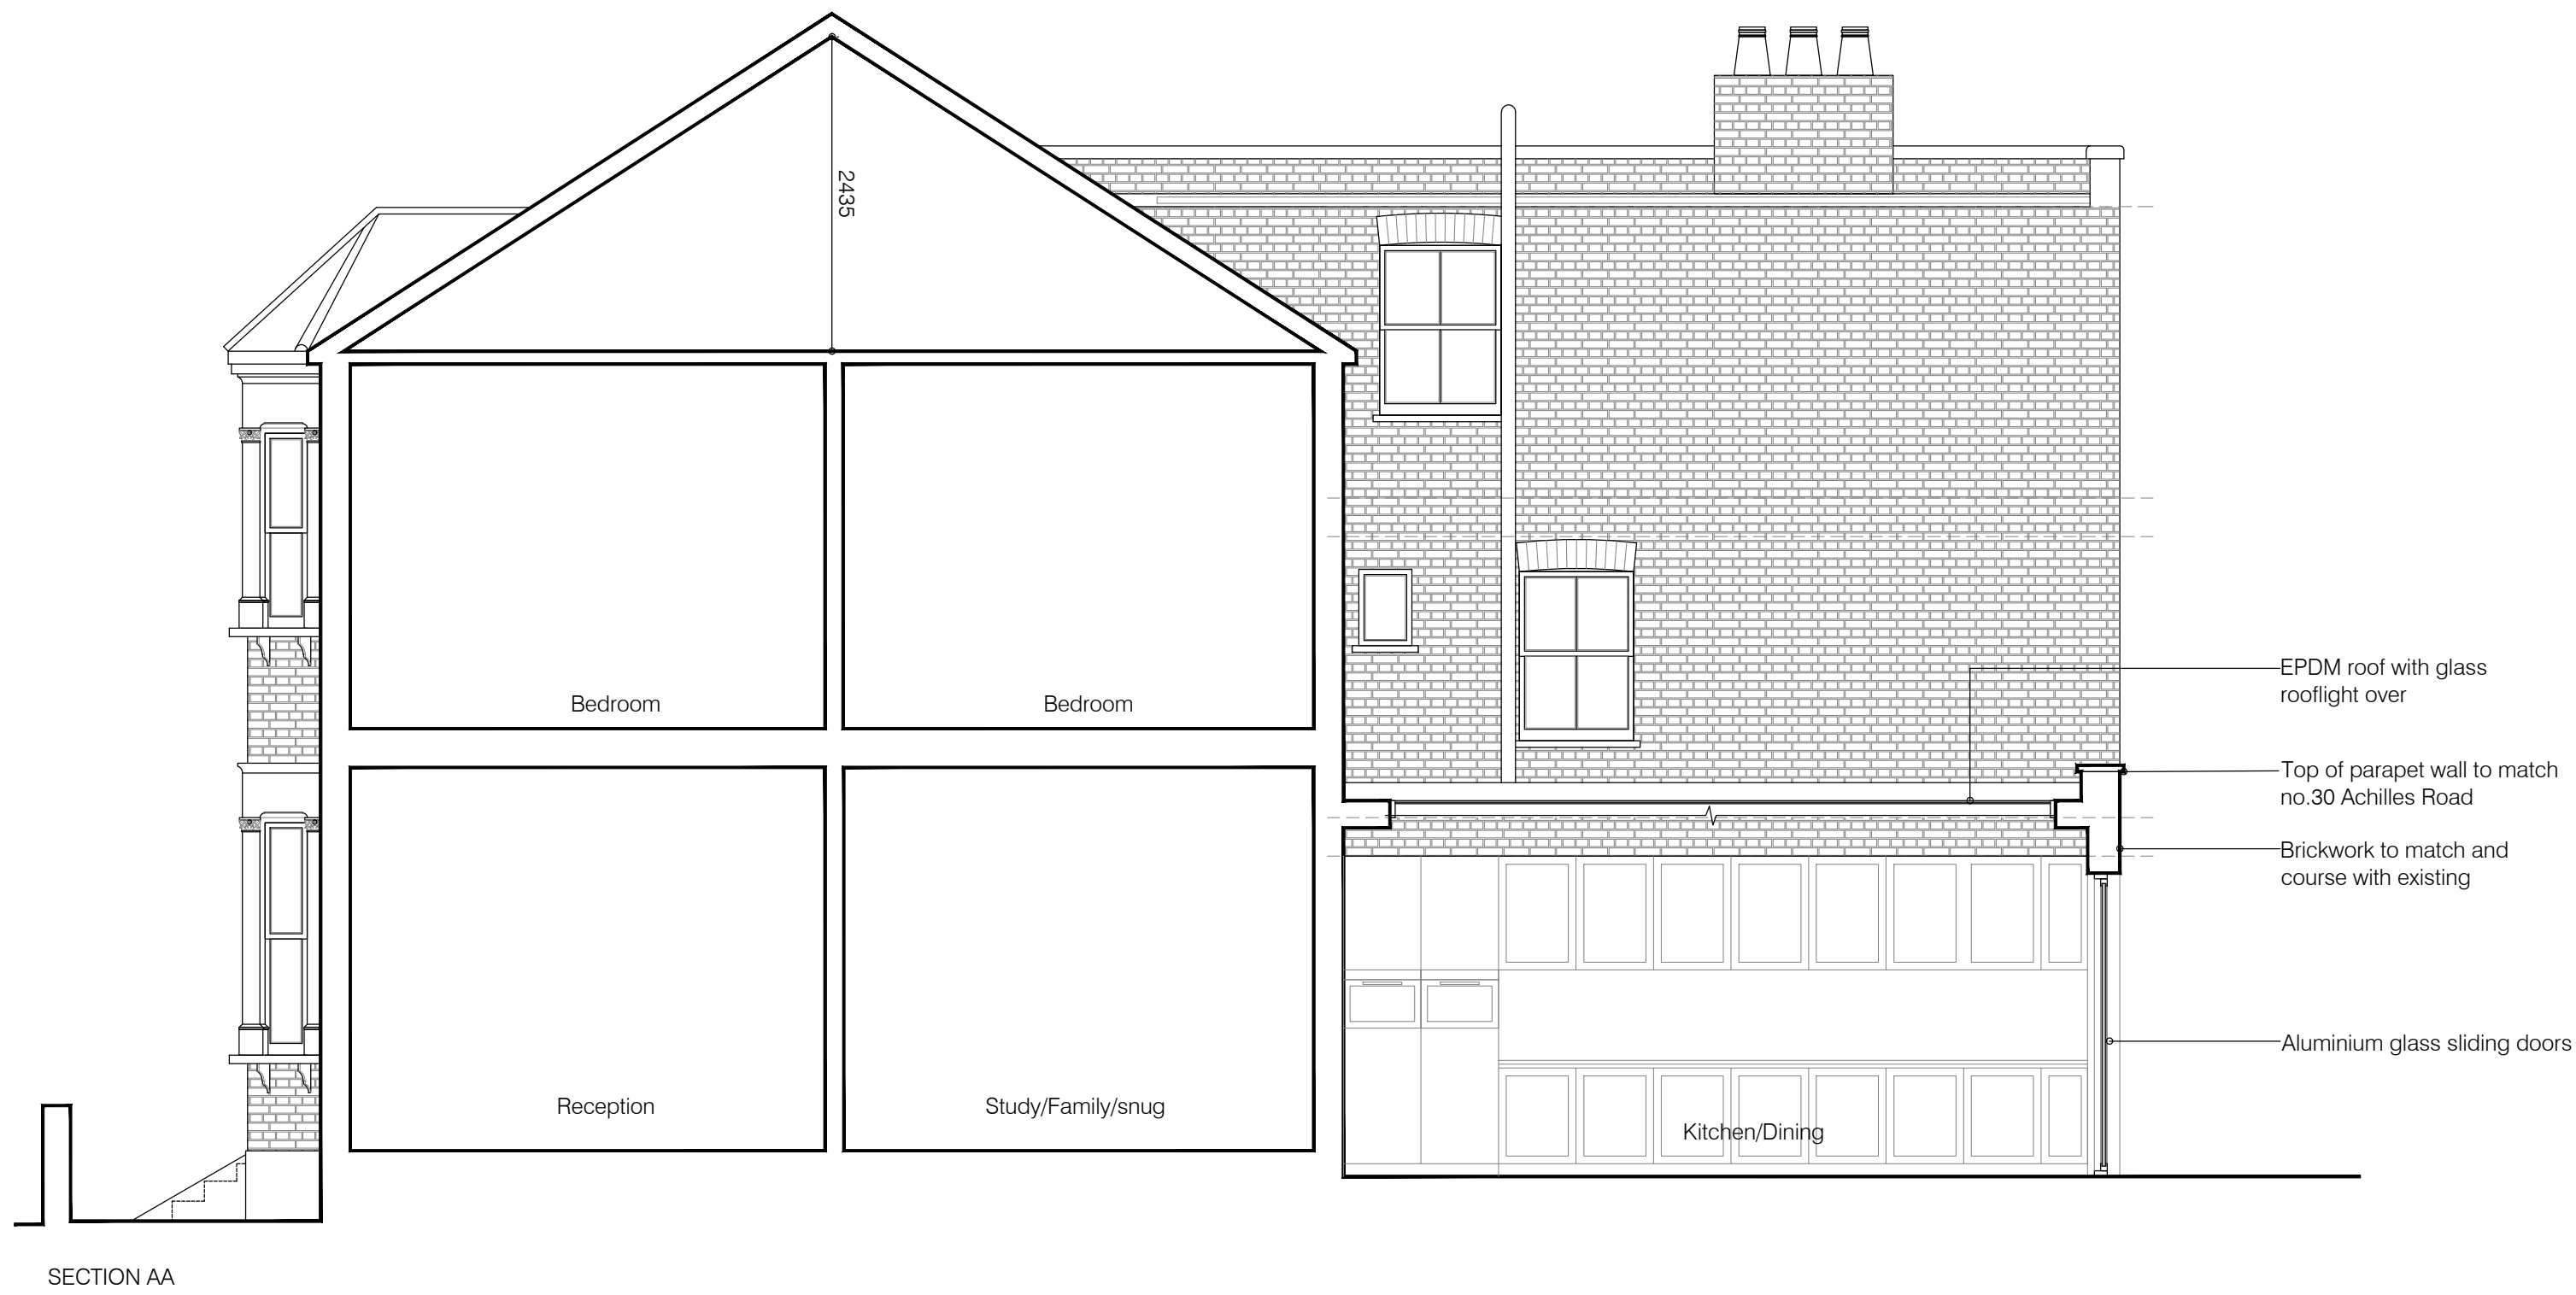 2435
Bedroom
Bedroom
EPDM roof with glass
rooflight over
Top of parapet wall to match
no.30 Achilles Road
Brickwork to match and
course with existing
Aluminium glass sliding doors
Reception
Study/Family/snug
Kitchen/Dining
SECTION AA